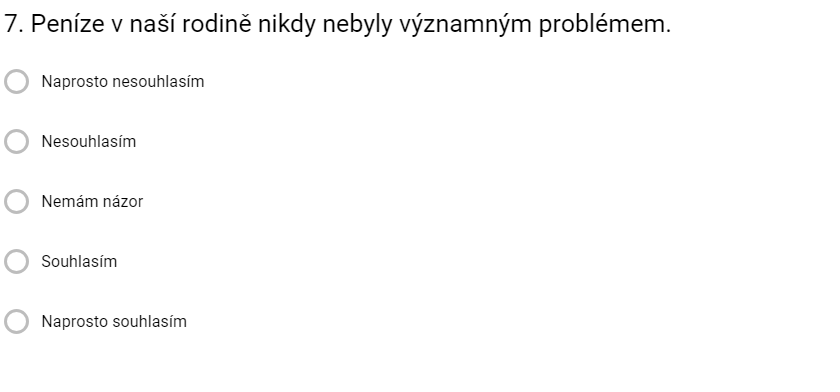 7. Peníze v naší rodině nikdy nebyly významným problémem.
Naprosto nesouhlasím
Nesouhlasím
Nemám názor
Souhlasím
Naprosto souhlasím